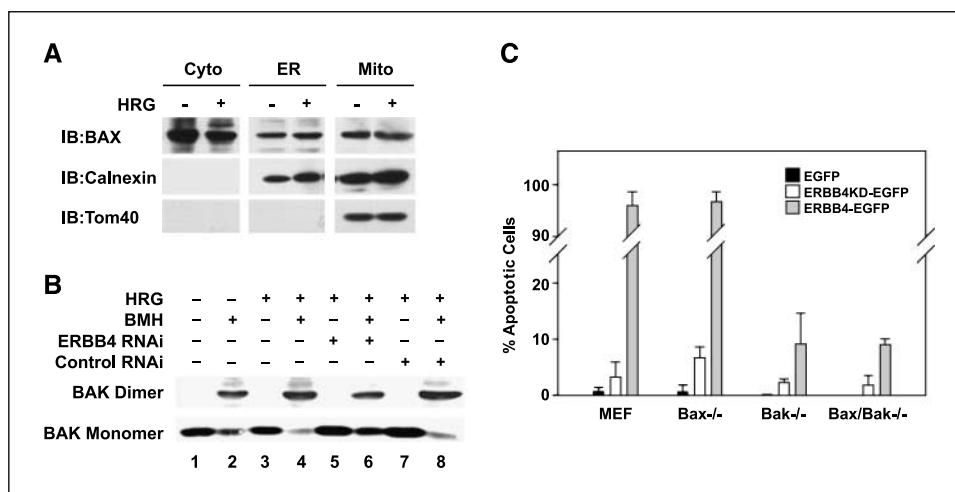 A
Cyto ER Mito
HRG - + - + - +
IB:BAX
IB:Calnexin
IB:Tom40
B
HRG – – + + + + + +
BMH – + – + – + – +
ERBB4 RNAi – – – – + + – –
Control RNAi – – – – – – + +
BAK Dimer
BAK Monomer
1 2 3 4 5 6 7 8
C
EGFP
ERBB4KD-EGFP
ERBB4-EGFP
% Apoptotic Cells
100
90
20
10
0
MEF Bax-/- Bak-/- Bax/Bak-/-